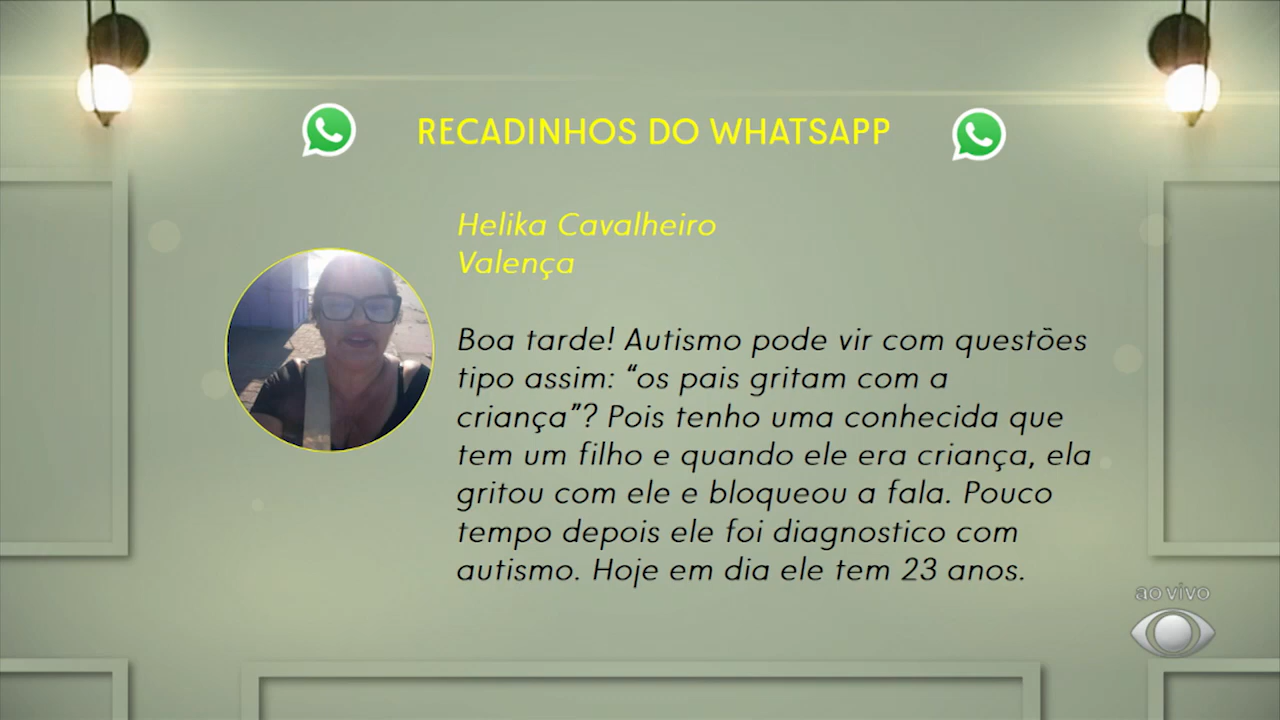 RECADINHOS DO WHATSAPP
Helika Cavalheiro
Valença
Boa tarde! Autismo pode vir com questões
tipo assim: “os pais gritam com a
criança”? Pois tenho uma conhecida que
tem um filho e quando ele era criança, ela
gritou com ele e bloqueou a fala. Pouco
tempo depois ele foi diagnostico com
autismo. Hoje em dia ele tem 23 anos.
ao vivo